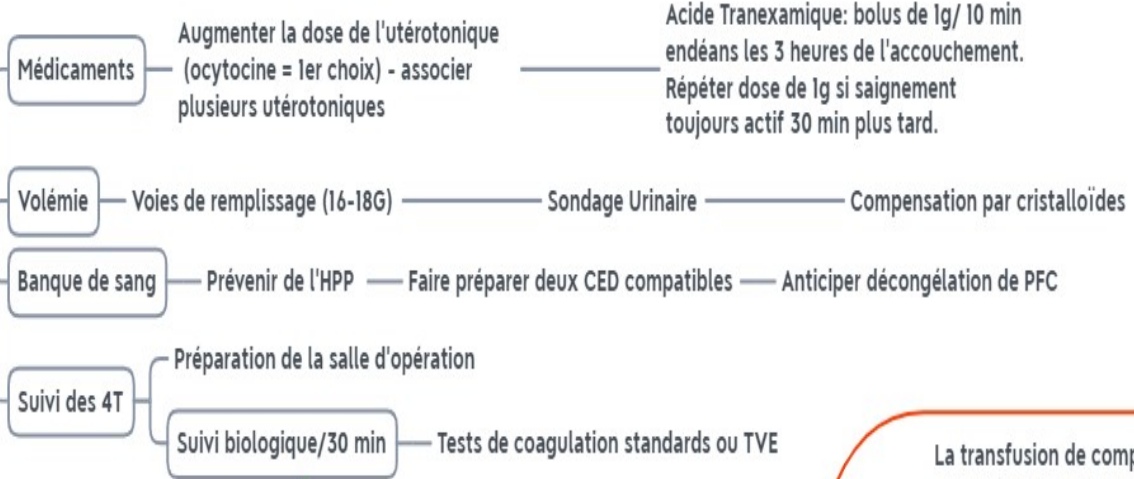 Médicaments
Augmenter la dose de l'utérotonique
(ocytocine = 1er choix) - associer
plusieurs utérotoniques
Acide Tranexamique: bolus de 1g/ 10 min
endéans les 3 heures de l'accouchement.
Répéter dose de 1g si saignement
toujours actif 30 min plus tard.
Volémie
Voies de remplissage (16-18G)
Sondage Urinaire
Compensation par cristalloïdes
Banque de sang
Prévenir de l'HPP
Faire préparer deux CED compatibles
Anticiper décongélation de PFC
Suivi des 4T
Préparation de la salle d'opération
Suivi biologique/30 min
Tests de coagulation standards ou TVE
La transfusion de comp